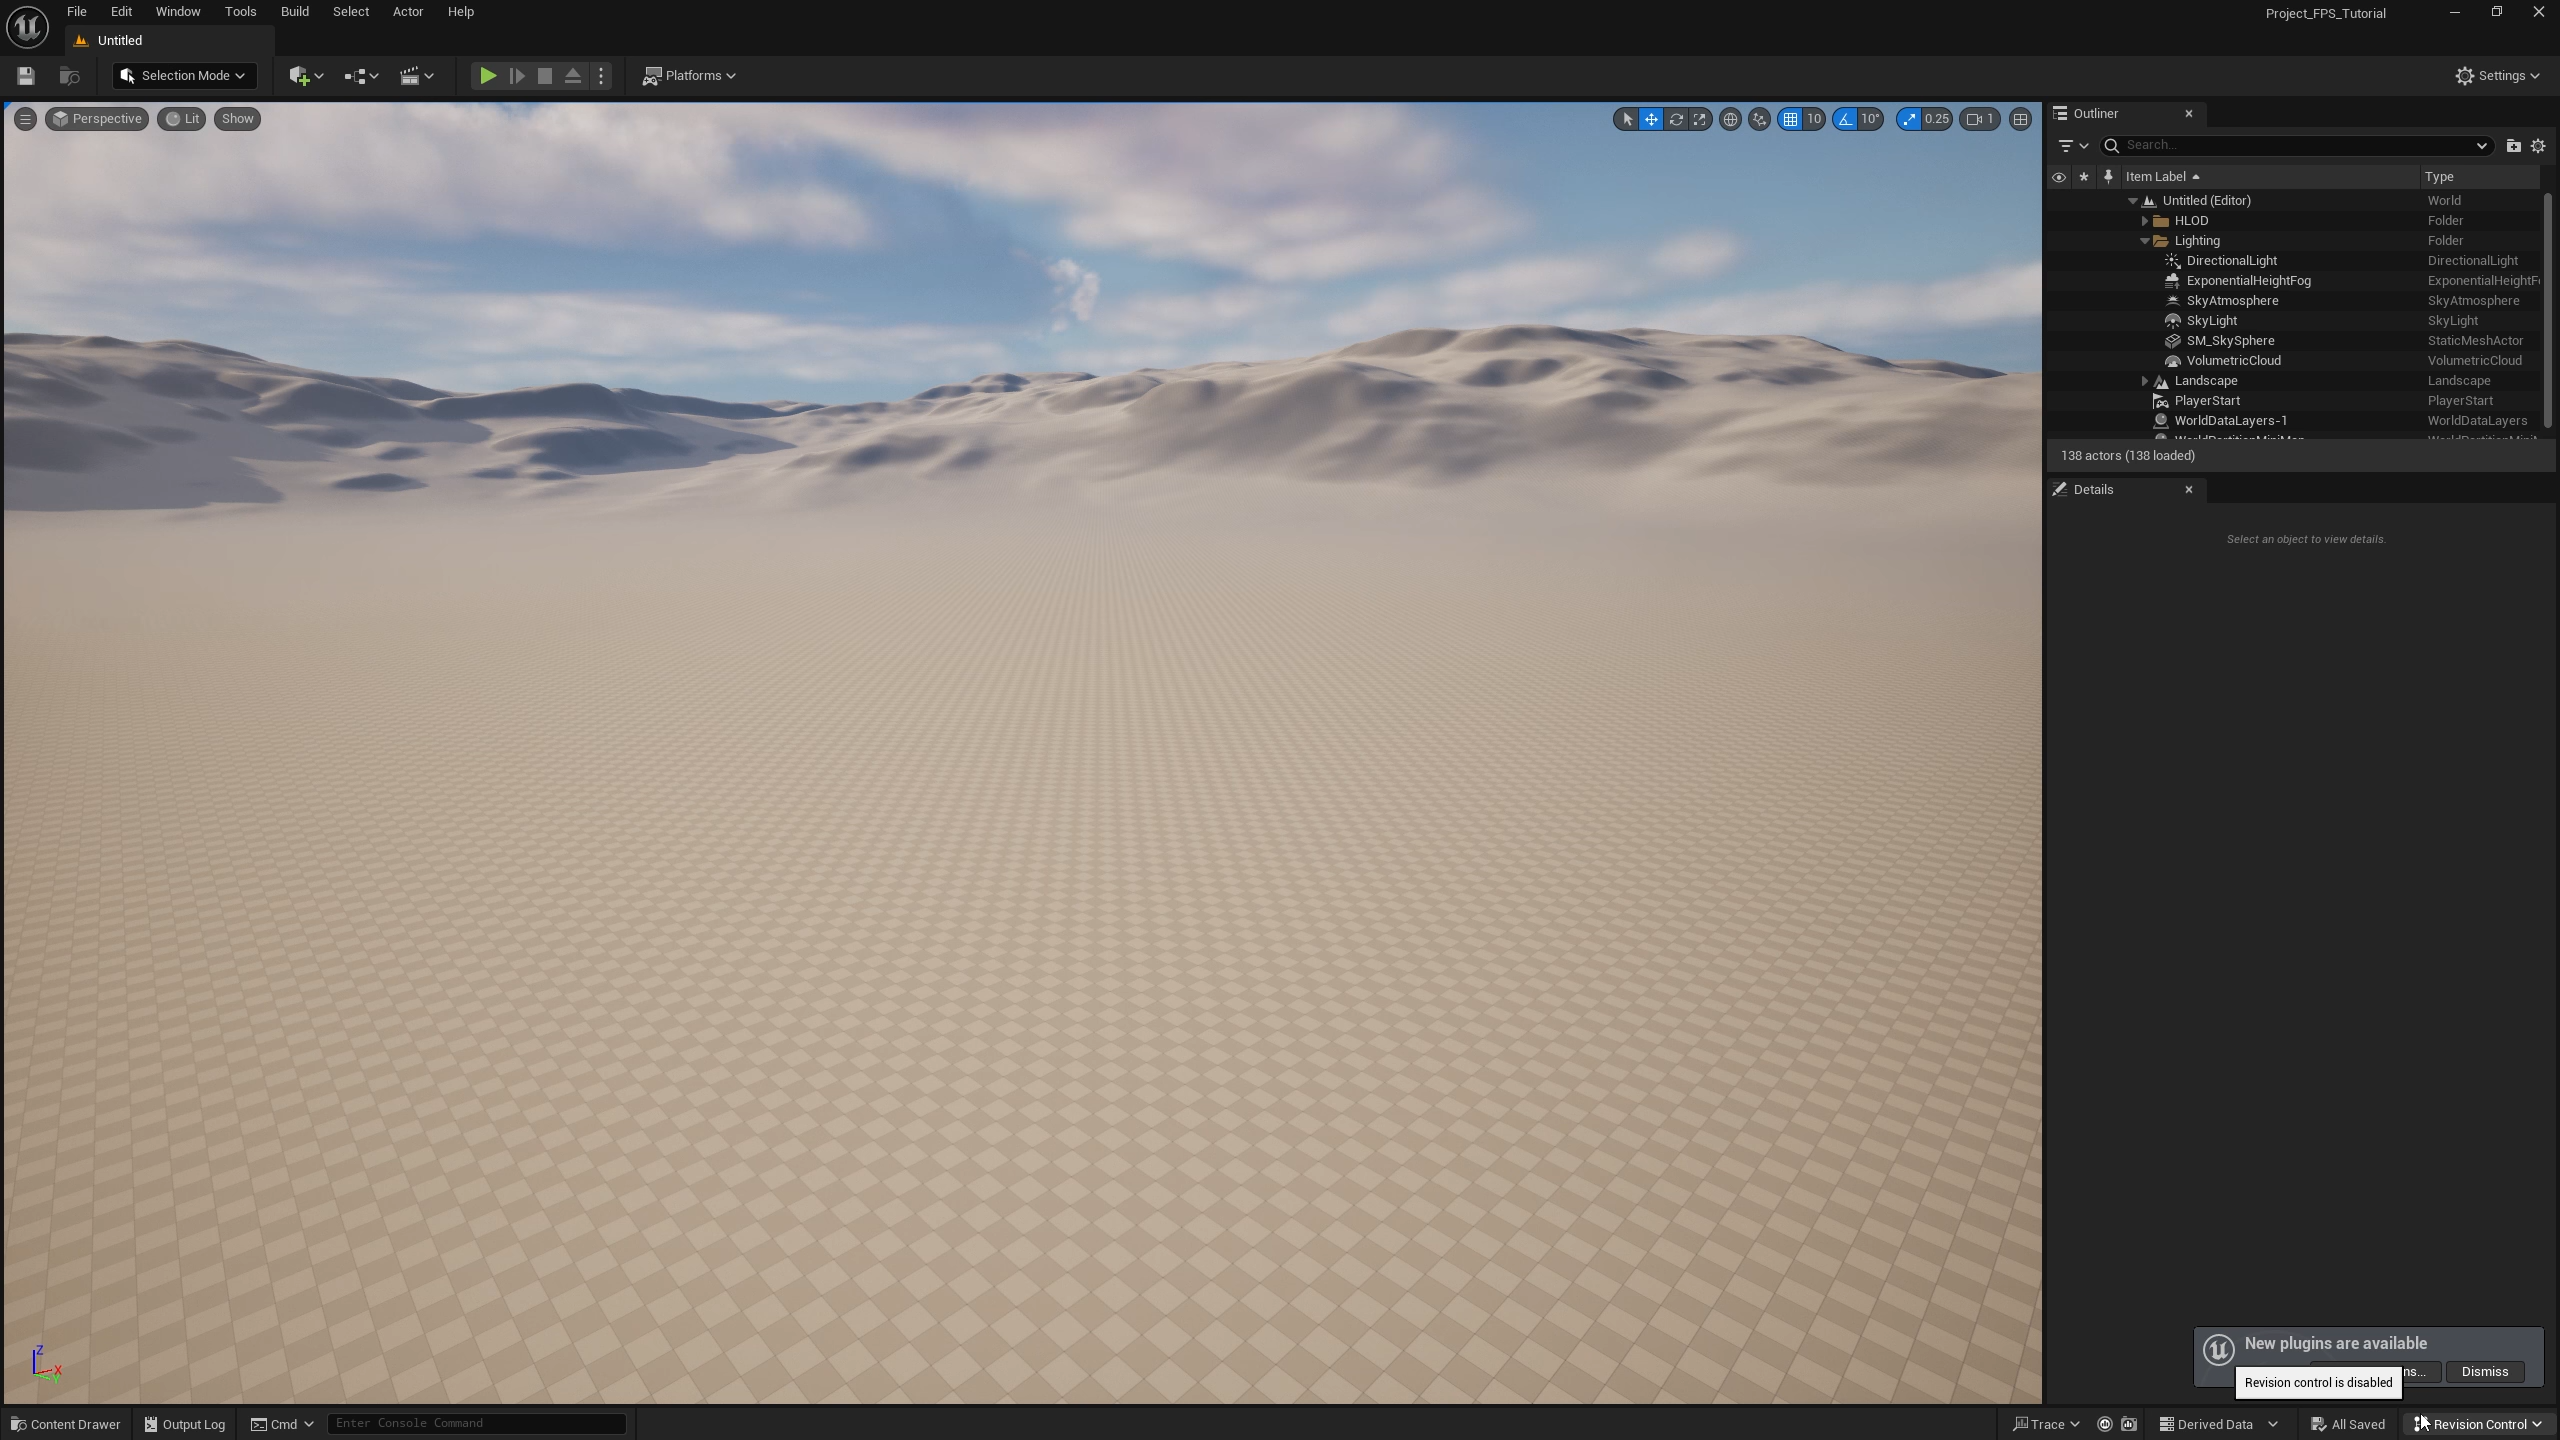 File Edit Window Tools Build Select Actor Help
Project_FPS_Tutorial
Untitled
Selection Mode
Platforms
Settings
Perspective
Lit
Show
10
10°
0.25
1
Outliner
Search...
Item Label Type
Untitled (Editor) World
HLOD Folder
Lighting Folder
DirectionalLight DirectionalLight
ExponentialHeightFog ExponentialHeightF
SkyAtmosphere SkyAtmosphere
SkyLight SkyLight
SM_SkySphere StaticMeshActor
VolumetricCloud VolumetricCloud
Landscape Landscape
PlayerStart PlayerStart
WorldDataLayers-1 WorldDataLayers
138 actors (138 loaded)
Details
Select an object to view details.
Z
X
Y
New plugins are available
ns...
Dismiss
Revision control is disabled
Content Drawer
Output Log
Cmd
Enter Console Command
Trace
Derived Data
All Saved
Revision Control